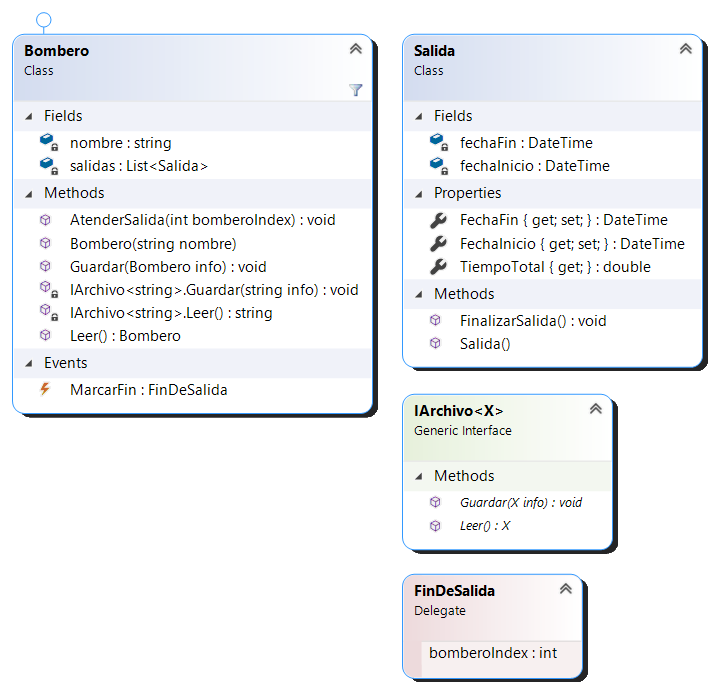 Bombero
Class
Fields
nombre : string
salidas : List<Salida>
Methods
AtenderSalida(int bomberoIndex) : void
Bombero(string nombre)
Guardar(Bombero info) : void
IArchivo<string>.Guardar(string info) : void
IArchivo<string>.Leer() : string
Leer() : Bombero
Events
MarcarFin : FinDeSalida
Salida
Class
Fields
fechaFin : DateTime
fechaInicio : DateTime
Properties
FechaFin { get; set; } : DateTime
FechaInicio { get; set; } : DateTime
TiempoTotal { get; } : double
Methods
FinalizarSalida() : void
Salida()
IArchivo<X>
Generic Interface
Methods
Guardar(X info) : void
Leer() : X
FinDeSalida
Delegate
bomberoIndex : int